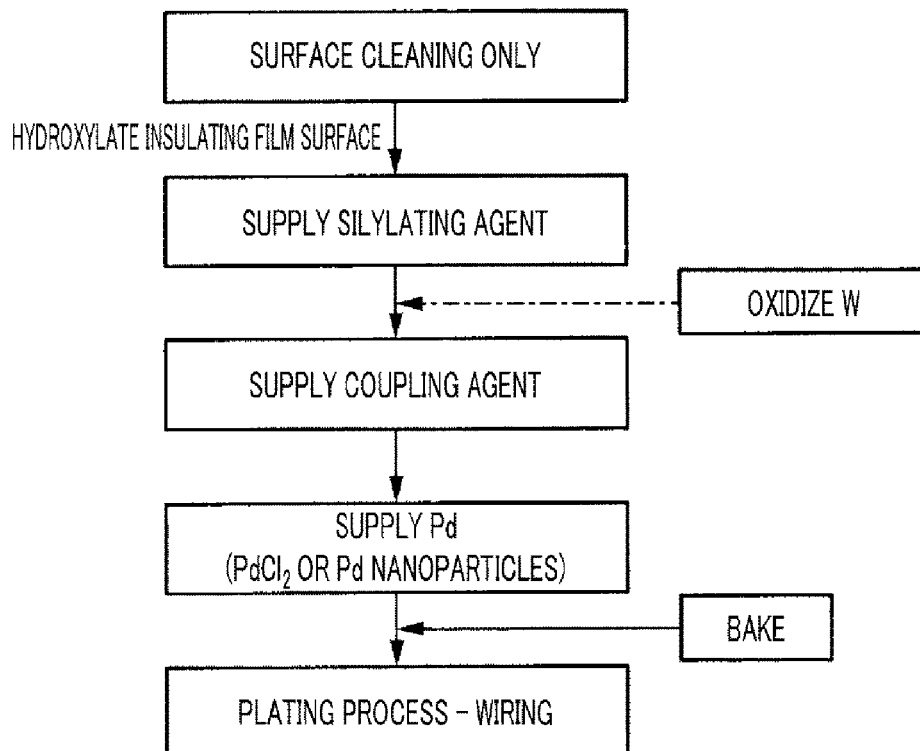 SURFACE CLEANING ONLY
HYDROXYLATE INSULATING FILM SURFACE
SUPPLY SILYLATING AGENT
OXIDIZE W
SUPPLY COUPLING AGENT
SUPPLY Pd
(PdCl₂ OR Pd NANOPARTICLES)
BAKE
PLATING PROCESS – WIRING